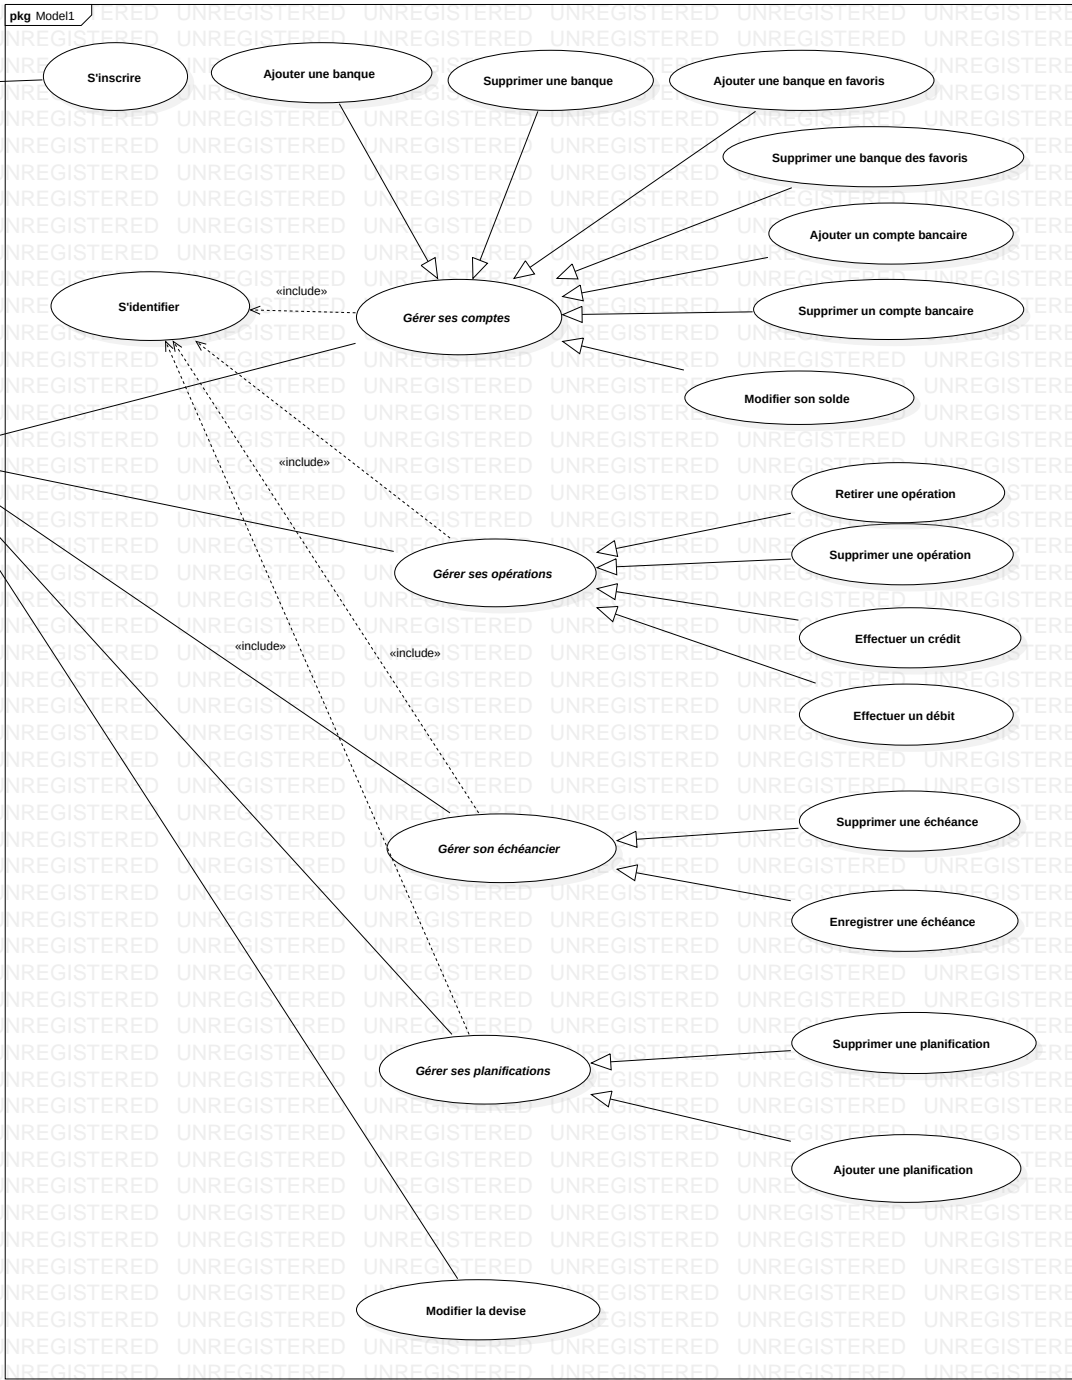 pkg Model1
S'inscrire
Ajouter une banque
Supprimer une banque
Ajouter une banque en favoris
Supprimer une banque des favoris
Ajouter un compte bancaire
«include»
S'identifier
Gérer ses comptes
Supprimer un compte bancaire
Modifier son solde
«include»
Retirer une opération
Supprimer une opération
Gérer ses opérations
Effectuer un crédit
«include»
«include»
Effectuer un débit
Supprimer une échéance
Gérer son échéancier
Enregistrer une échéance
Supprimer une planification
Gérer ses planifications
Ajouter une planification
Modifier la devise
UNREGISTERED